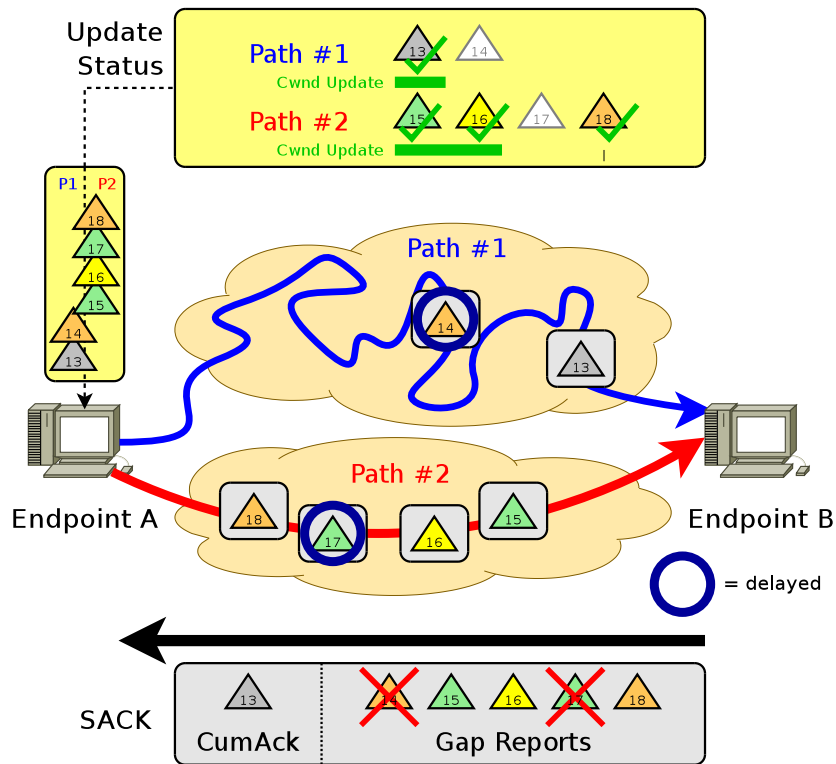 Update
Status
Path #1
13 14
Cwnd Update
Path #2
15 16 17 18
Cwnd Update
P1 P2
18
17
16
15
14
13
Path #1
14
13
Endpoint A
Endpoint B
Path #2
18
17
16
15
= delayed
SACK
13
CumAck
14 15 16 17 18
Gap Reports